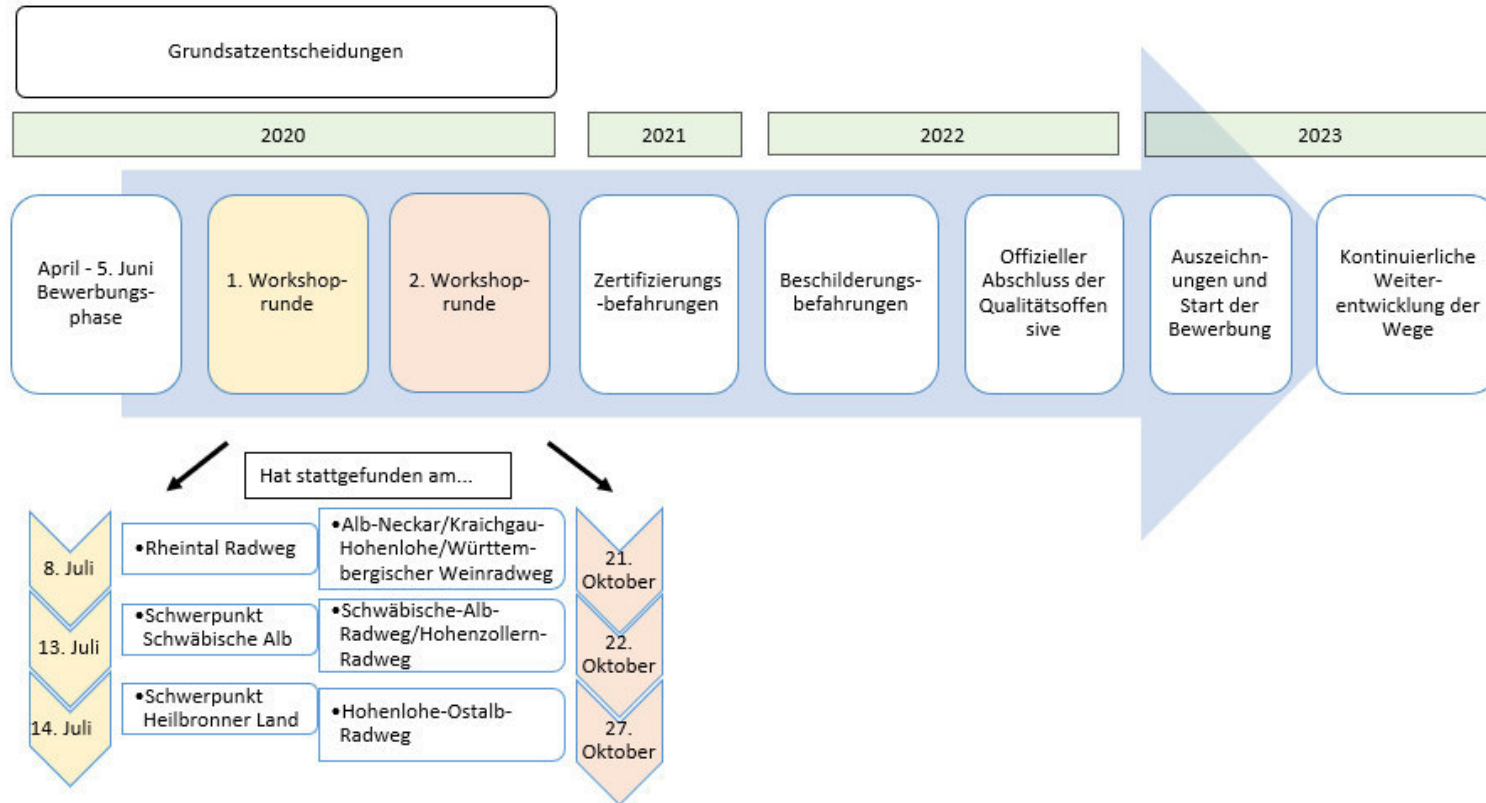 Grundsatzentscheidungen
2020
2021
2022
2023
April - 5. Juni
Bewerbungs-
phase
1. Workshop-
runde
2. Workshop-
runde
Zertifizierungs
-befahrungen
Beschilderungs-
befahrungen
Offizieller
Abschluss der
Qualitätsoffen
sive
Auszeichn-
ungen und
Start der
Bewerbung
Kontinuierliche
Weiter-
entwicklung der
Wege
Hat stattgefunden am...
8. Juli
•Rheintal Radweg
•Alb-Neckar/Kraichgau-
Hohenlohe/Württem-
bergischer Weinradweg
21.
Oktober
13. Juli
•Schwerpunkt
Schwäbische Alb
•Schwäbische-Alb-
Radweg/Hohenzollern-
Radweg
22.
Oktober
14. Juli
•Schwerpunkt
Heilbronner Land
•Hohenlohe-Ostalb-
Radweg
27.
Oktober